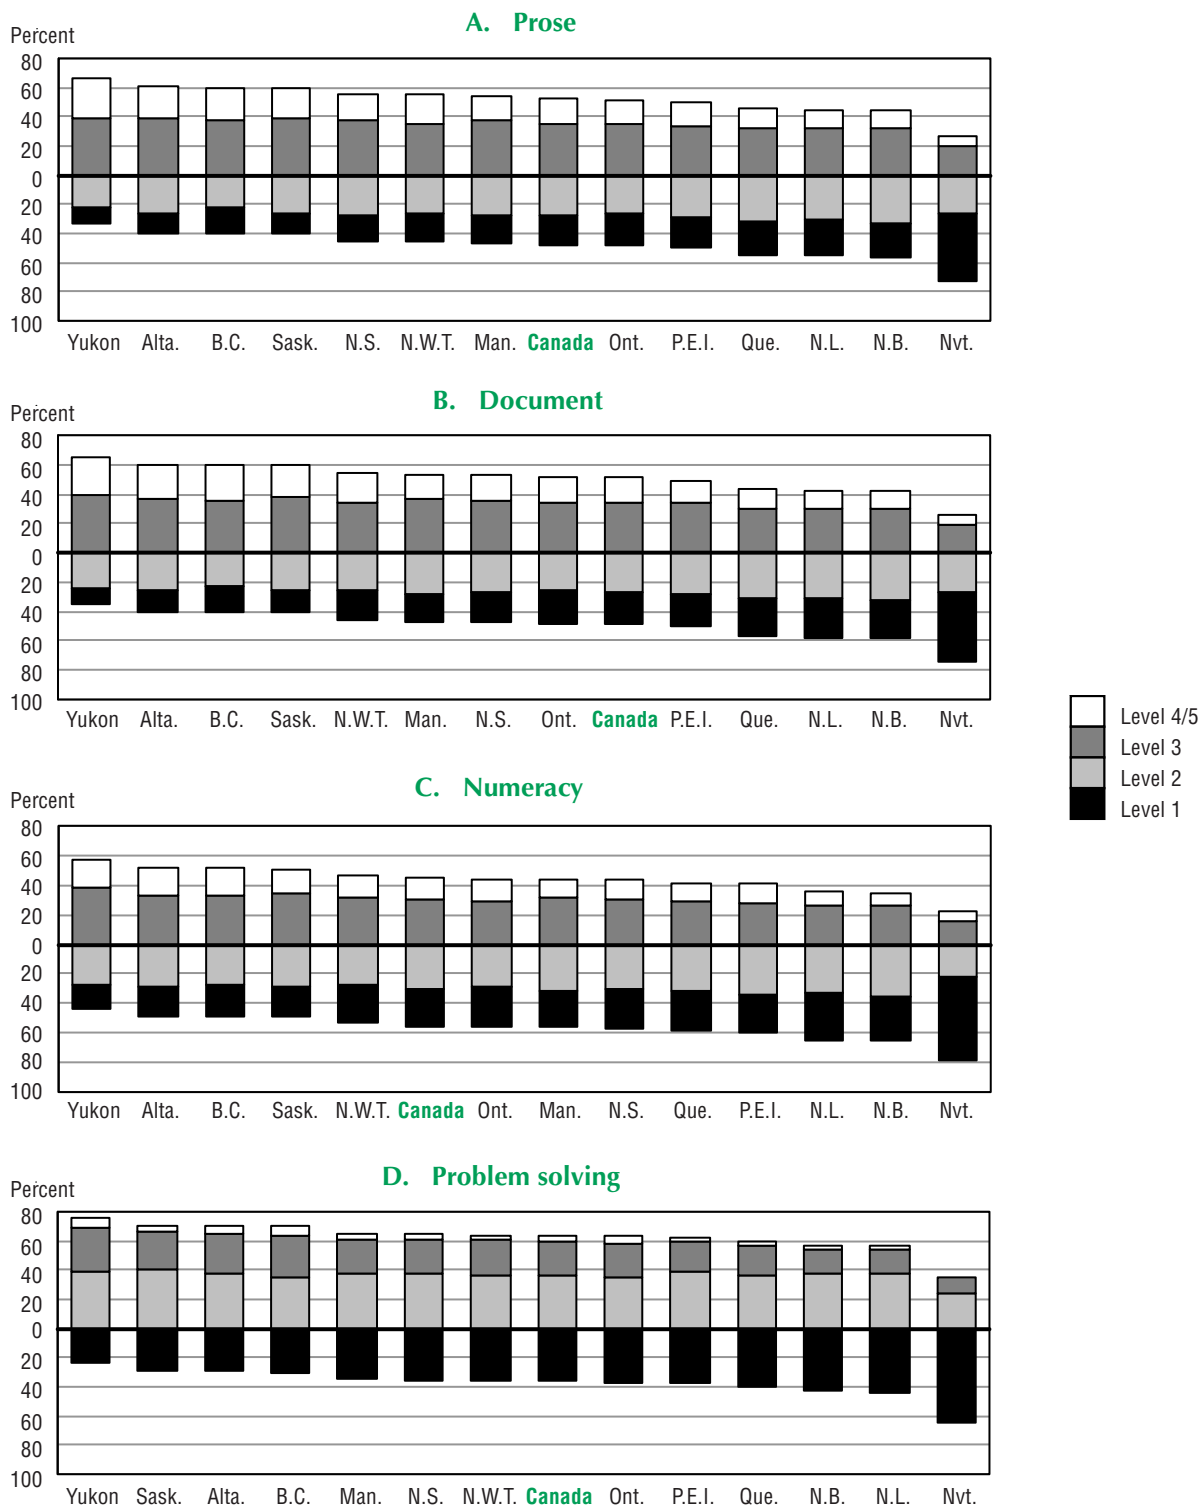 A. Prose
Percent
80
60
40
20
0
20
40
60
80
100
Yukon Alta. B.C. Sask. N.S. N.W.T. Man. Canada Ont. P.E.I. Que. N.L. N.B. Nvt.
B. Document
Percent
80
60
40
20
0
20
40
60
80
100
Yukon Alta. B.C. Sask. N.W.T. Man. N.S. Ont. Canada P.E.I. Que. N.L. N.B. Nvt.
Level 4/5
Level 3
Level 2
Level 1
C. Numeracy
Percent
80
60
40
20
0
20
40
60
80
100
Yukon Alta. B.C. Sask. N.W.T. Canada Ont. Man. N.S. Que. P.E.I. N.L. N.B. Nvt.
D. Problem solving
Percent
80
60
40
20
0
20
40
60
80
100
Yukon Sask. Alta. B.C. Man. N.S. N.W.T. Canada Ont. P.E.I. Que. N.B. N.L. Nvt.